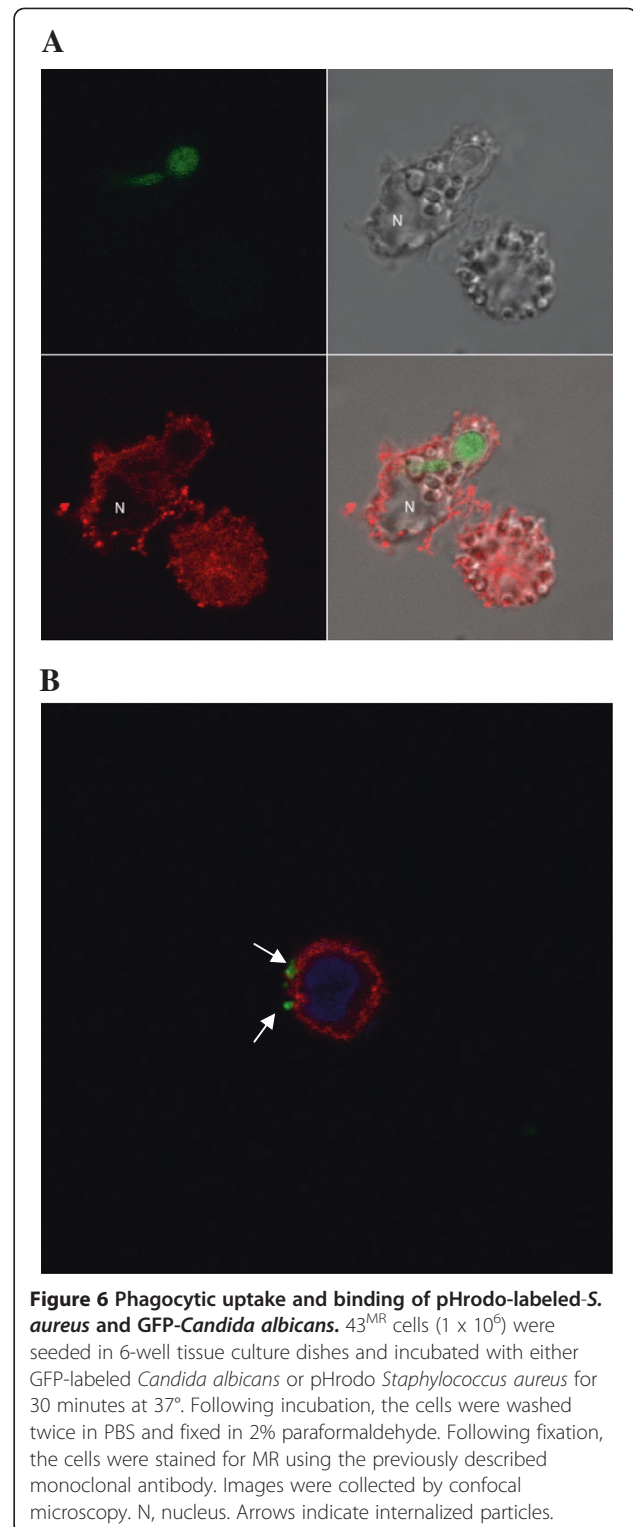 A
N
N
B
Figure 6 Phagocytic uptake and binding of pHrodo-labeled-S.
aureus and GFP-Candida albicans. 43^MR cells (1 x 10^6) were
seeded in 6-well tissue culture dishes and incubated with either
GFP-labeled Candida albicans or pHrodo Staphylococcus aureus for
30 minutes at 37°. Following incubation, the cells were washed
twice in PBS and fixed in 2% paraformaldehyde. Following fixation,
the cells were stained for MR using the previously described
monoclonal antibody. Images were collected by confocal
microscopy. N, nucleus. Arrows indicate internalized particles.